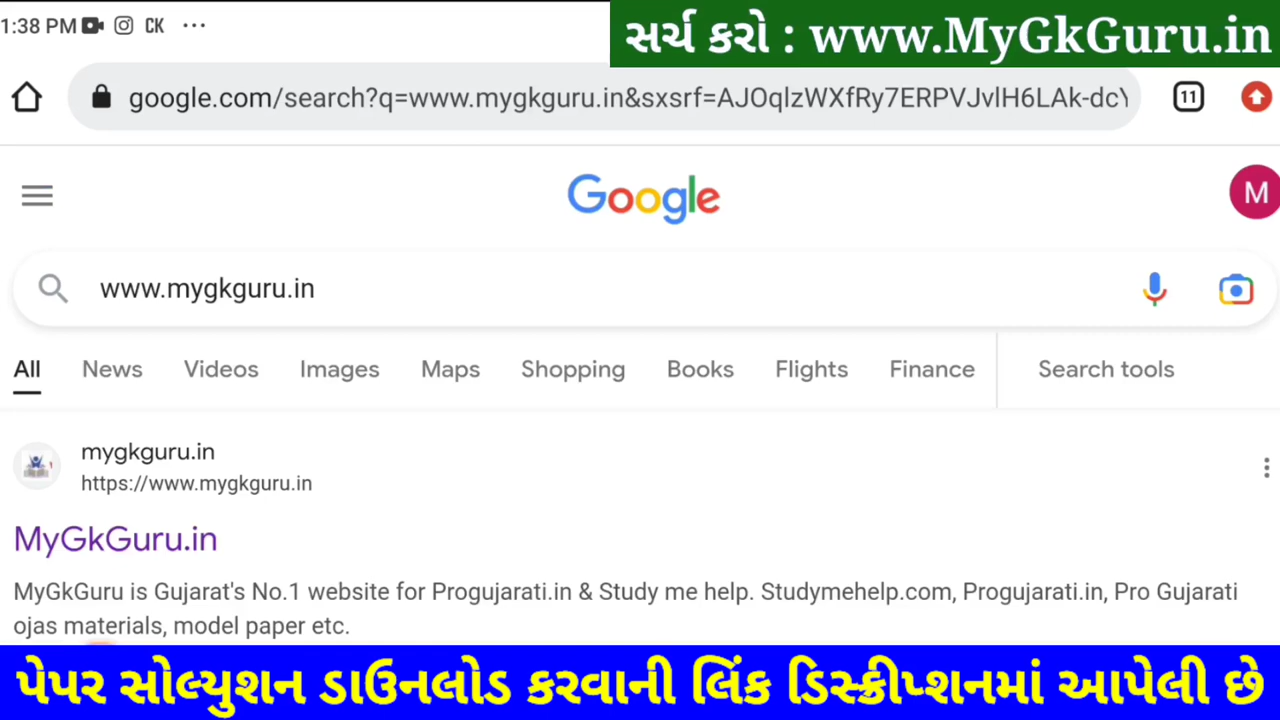 1:38 PM CK ...
સર્ચ કરો : www.MyGkGuru.in
google.com/search?q=www.mygkguru.in&sxsrf=AJOqlzWXfRy7ERPVJvlH6LAk-dcY
11
Google
M
www.mygkguru.in
All News Videos Images Maps Shopping Books Flights Finance Search tools
mygkguru.in
https://www.mygkguru.in
MyGkGuru.in
MyGkGuru is Gujarat's No.1 website for Progujarati.in & Study me help. Studymehelp.com, Progujarati.in, Pro Gujarati
ojas materials, model paper etc.
પેપર સોલ્યુશન ડાઉનલોડ કરવાની લિંક ડિસ્ક્રીપ્શનમાં આપેલી છે